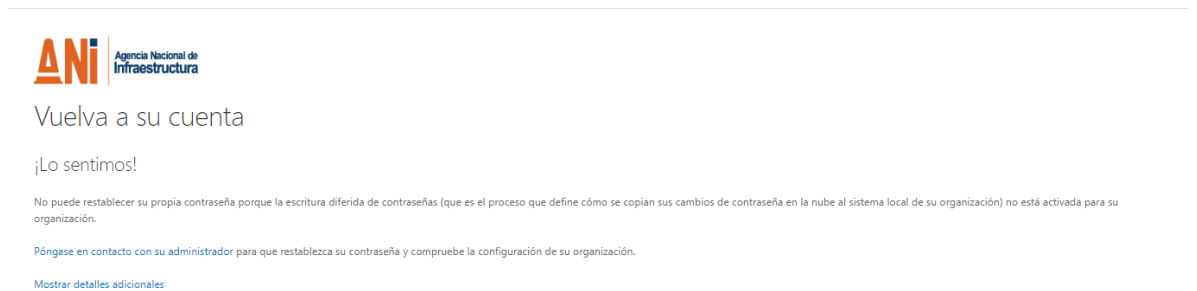 ANi Agencia Nacional de
Infraestructura
Vuelva a su cuenta
¡Lo sentimos!
No puede restablecer su propia contraseña porque la escritura diferida de contraseñas (que es el proceso que define cómo se copian sus cambios de contraseña en la nube al sistema local de su organización) no está activada para su
organización.
Póngase en contacto con su administrador para que restablezca su contraseña y compruebe la configuración de su organización.
Mostrar detalles adicionales